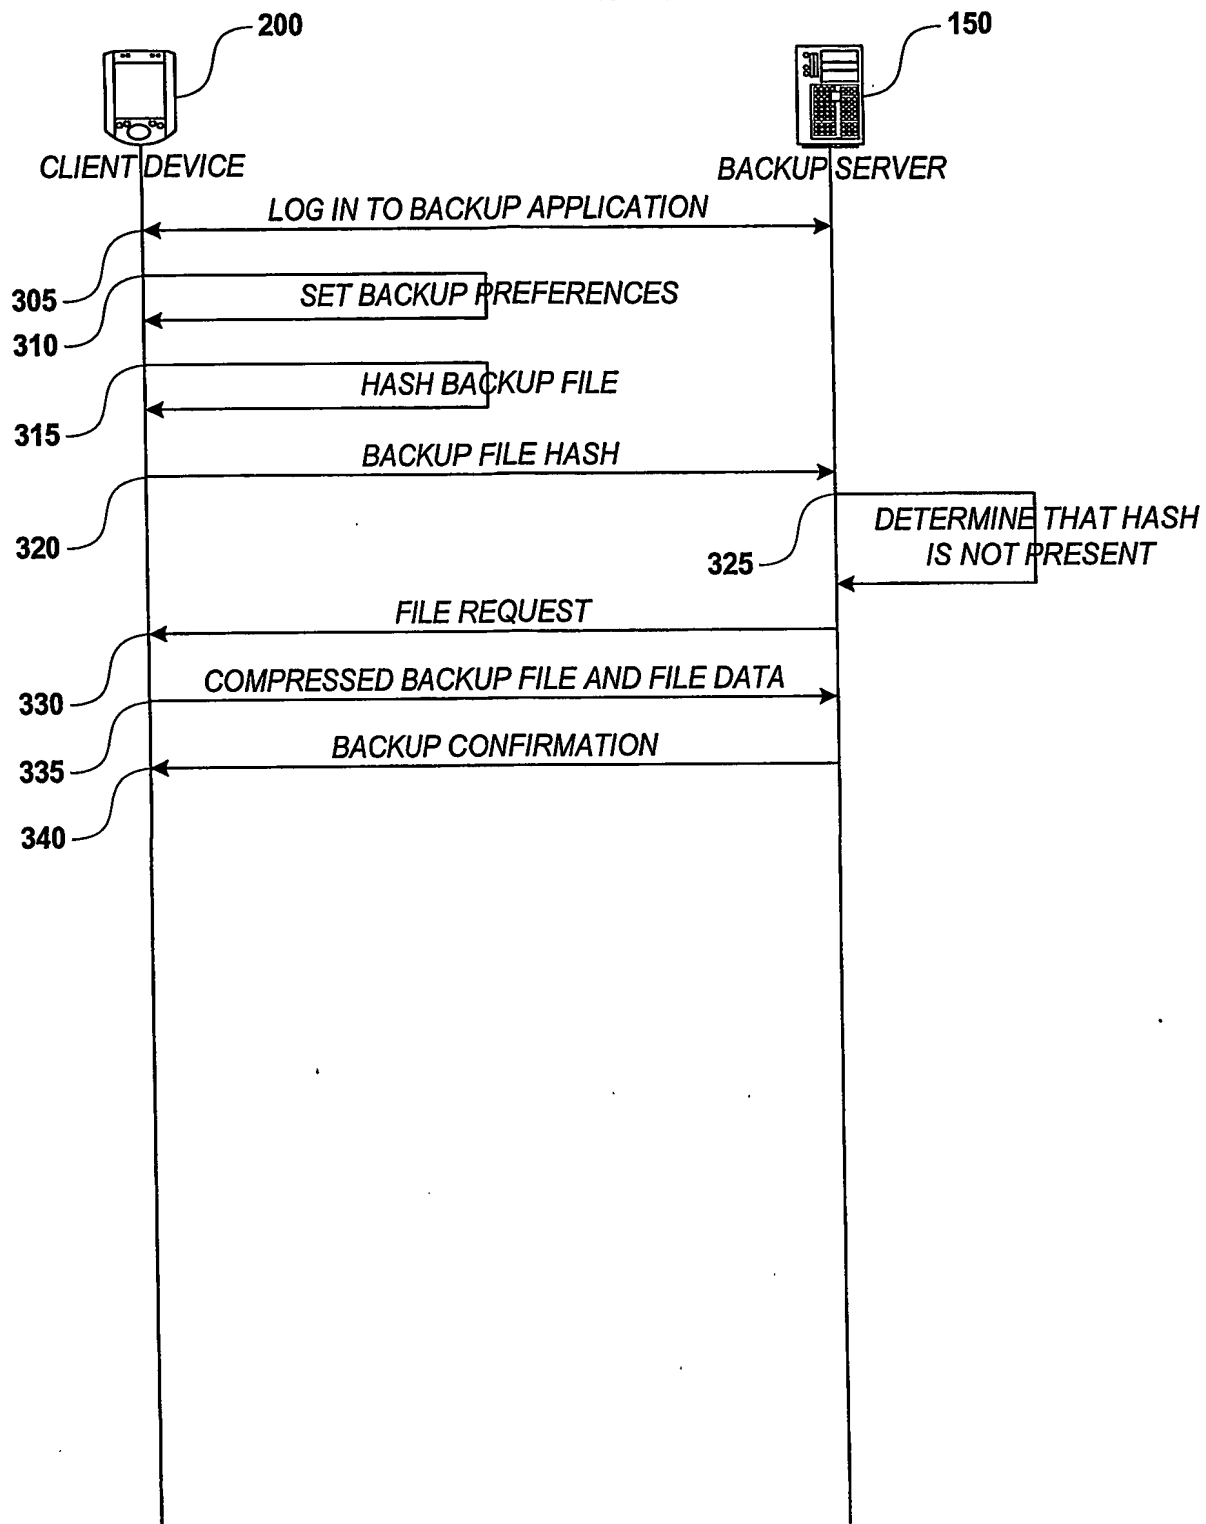 200
150
CLIENT DEVICE
BACKUP SERVER
LOG IN TO BACKUP APPLICATION
305
SET BACKUP PREFERENCES
310
HASH BACKUP FILE
315
BACKUP FILE HASH
320
DETERMINE THAT HASH
IS NOT PRESENT
325
FILE REQUEST
330
COMPRESSED BACKUP FILE AND FILE DATA
335
BACKUP CONFIRMATION
340